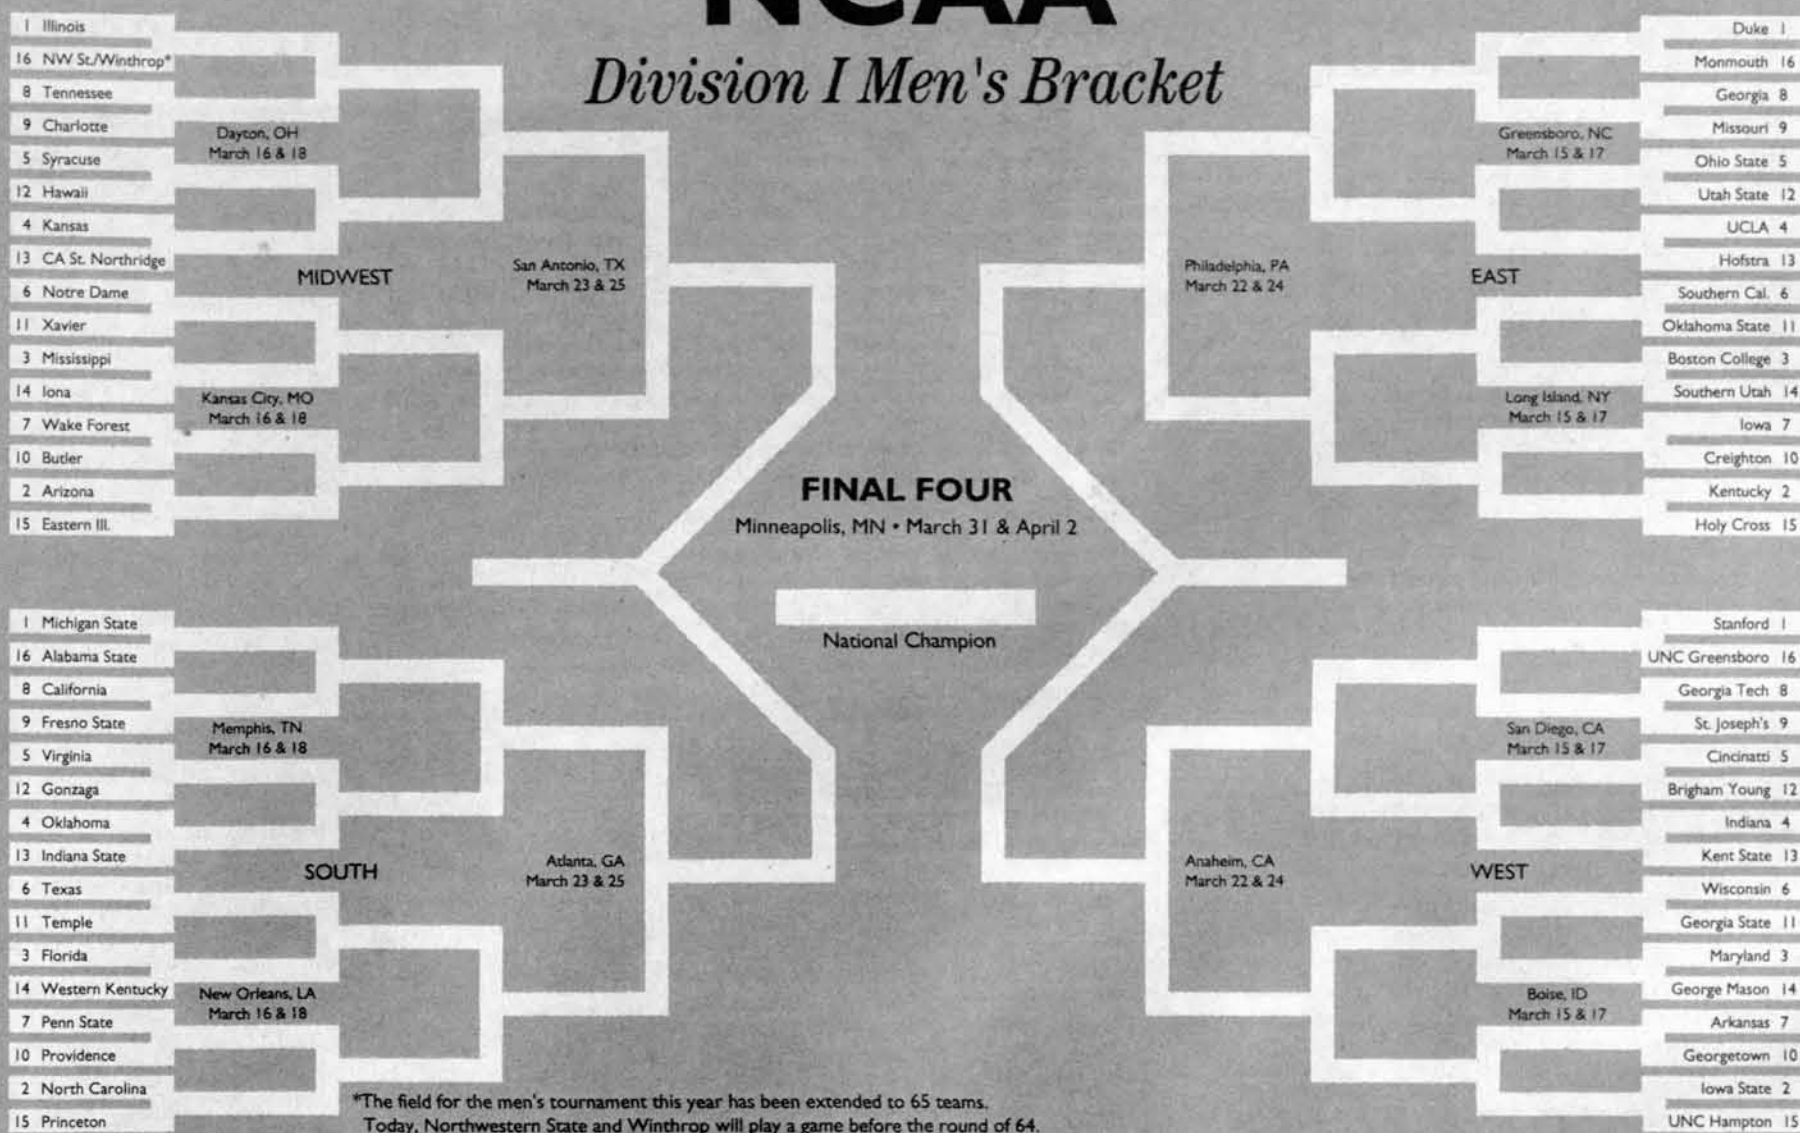 NCAA
Division I Men's Bracket
1 Illinois
16 NW St./Winthrop*
8 Tennessee
9 Charlotte
Dayton, OH
March 16 & 18
5 Syracuse
12 Hawaii
4 Kansas
13 CA St. Northridge
MIDWEST
San Antonio, TX
March 23 & 25
6 Notre Dame
11 Xavier
3 Mississippi
14 Iona
Kansas City, MO
March 16 & 18
7 Wake Forest
10 Butler
2 Arizona
15 Eastern Ill.
Duke 1
Monmouth 16
Georgia 8
Missouri 9
Greensboro, NC
March 15 & 17
Ohio State 5
Utah State 12
UCLA 4
Hofstra 13
Philadelphia, PA
March 22 & 24
EAST
Southern Cal. 6
Oklahoma State 11
Boston College 3
Southern Utah 14
Long Island, NY
March 15 & 17
Iowa 7
Creighton 10
Kentucky 2
Holy Cross 15
FINAL FOUR
Minneapolis, MN • March 31 & April 2
National Champion
1 Michigan State
16 Alabama State
8 California
9 Fresno State
Memphis, TN
March 16 & 18
5 Virginia
12 Gonzaga
4 Oklahoma
13 Indiana State
SOUTH
Atlanta, GA
March 23 & 25
6 Texas
11 Temple
3 Florida
14 Western Kentucky
New Orleans, LA
March 16 & 18
7 Penn State
10 Providence
2 North Carolina
15 Princeton
Stanford 1
UNC Greensboro 16
Georgia Tech 8
St. Joseph's 9
San Diego, CA
March 15 & 17
Cincinatti 5
Brigham Young 12
Indiana 4
Kent State 13
Anaheim, CA
March 22 & 24
WEST
Wisconsin 6
Georgia State 11
Maryland 3
George Mason 14
Boise, ID
March 15 & 17
Arkansas 7
Georgetown 10
Iowa State 2
UNC Hampton 15
*The field for the men's tournament this year has been extended to 65 teams.
Today, Northwestern State and Winthrop will play a game before the round of 64.